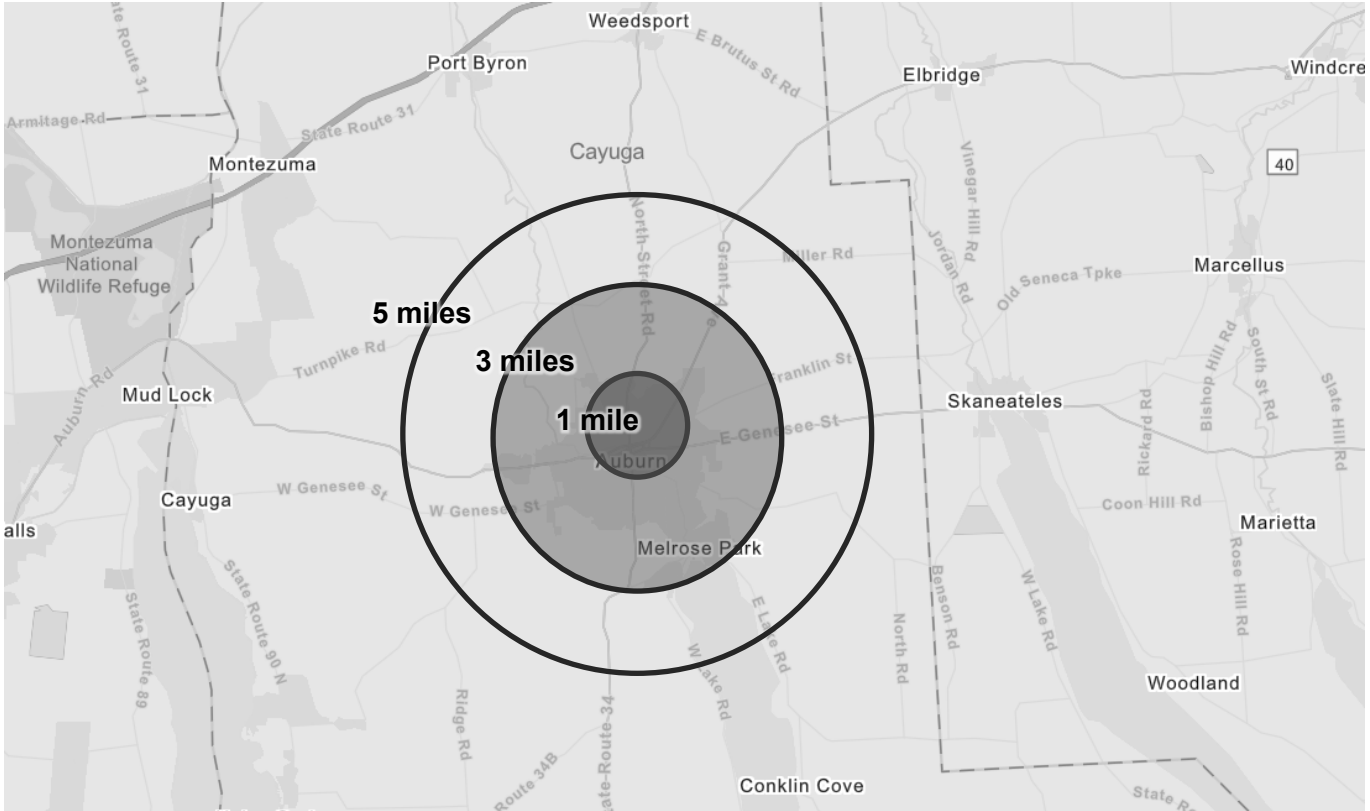 Weedsport
E Brutus St Rd
State Route 31
Port Byron
Elbridge
Windcre
Armitage Rd
State Route 31
Montezuma
Cayuga
Vinegar Hill Rd
40
Montezuma
National
Wildlife Refuge
North Street Rd
Grant Ave
Miller Rd
Jordan Rd
Old Seneca Tpke
Marcellus
5 miles
3 miles
1 mile
Turnpike Rd
Franklin St
Bishop Hill Rd
South St Rd
Slate Hill Rd
Auburn Rd
Mud Lock
Skaneateles
E Genesee St
Rickard Rd
Auburn
Cayuga
W Genesee St
W Genesee St
Coon Hill Rd
alls
Marietta
Melrose Park
State Route 90 N
State Route 89
E Lake Rd
W Lake Rd
North Rd
Benson Rd
W Lake Rd
Rose Hill Rd
Woodland
Ridge Rd
State Route 34
Route 34B
Conklin Cove
State Ro